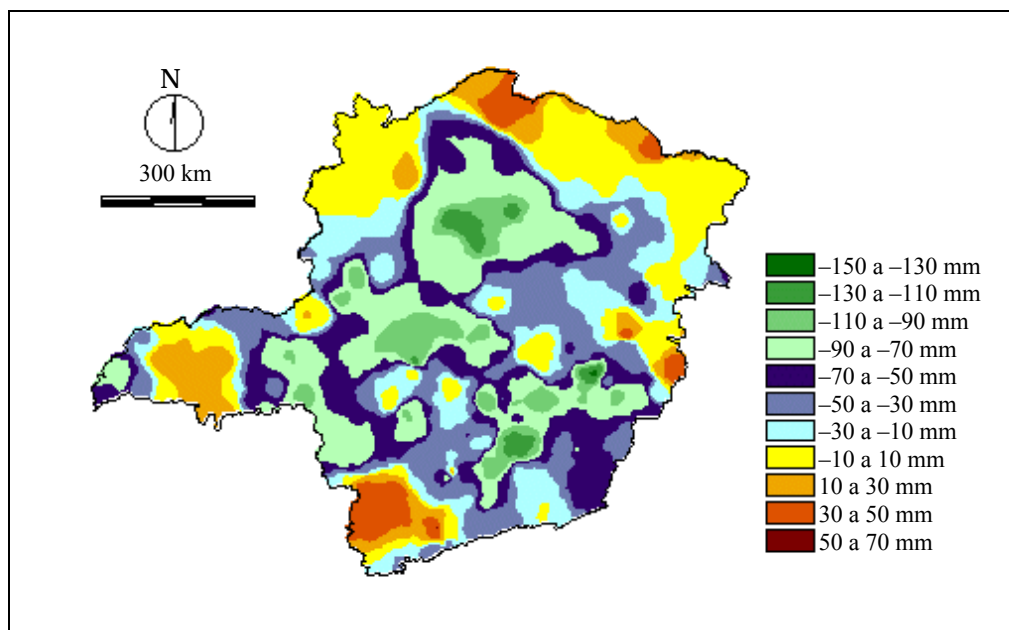 N
300 km
–150 a –130 mm
–130 a –110 mm
–110 a –90 mm
–90 a –70 mm
–70 a –50 mm
–50 a –30 mm
–30 a –10 mm
–10 a 10 mm
10 a 30 mm
30 a 50 mm
50 a 70 mm